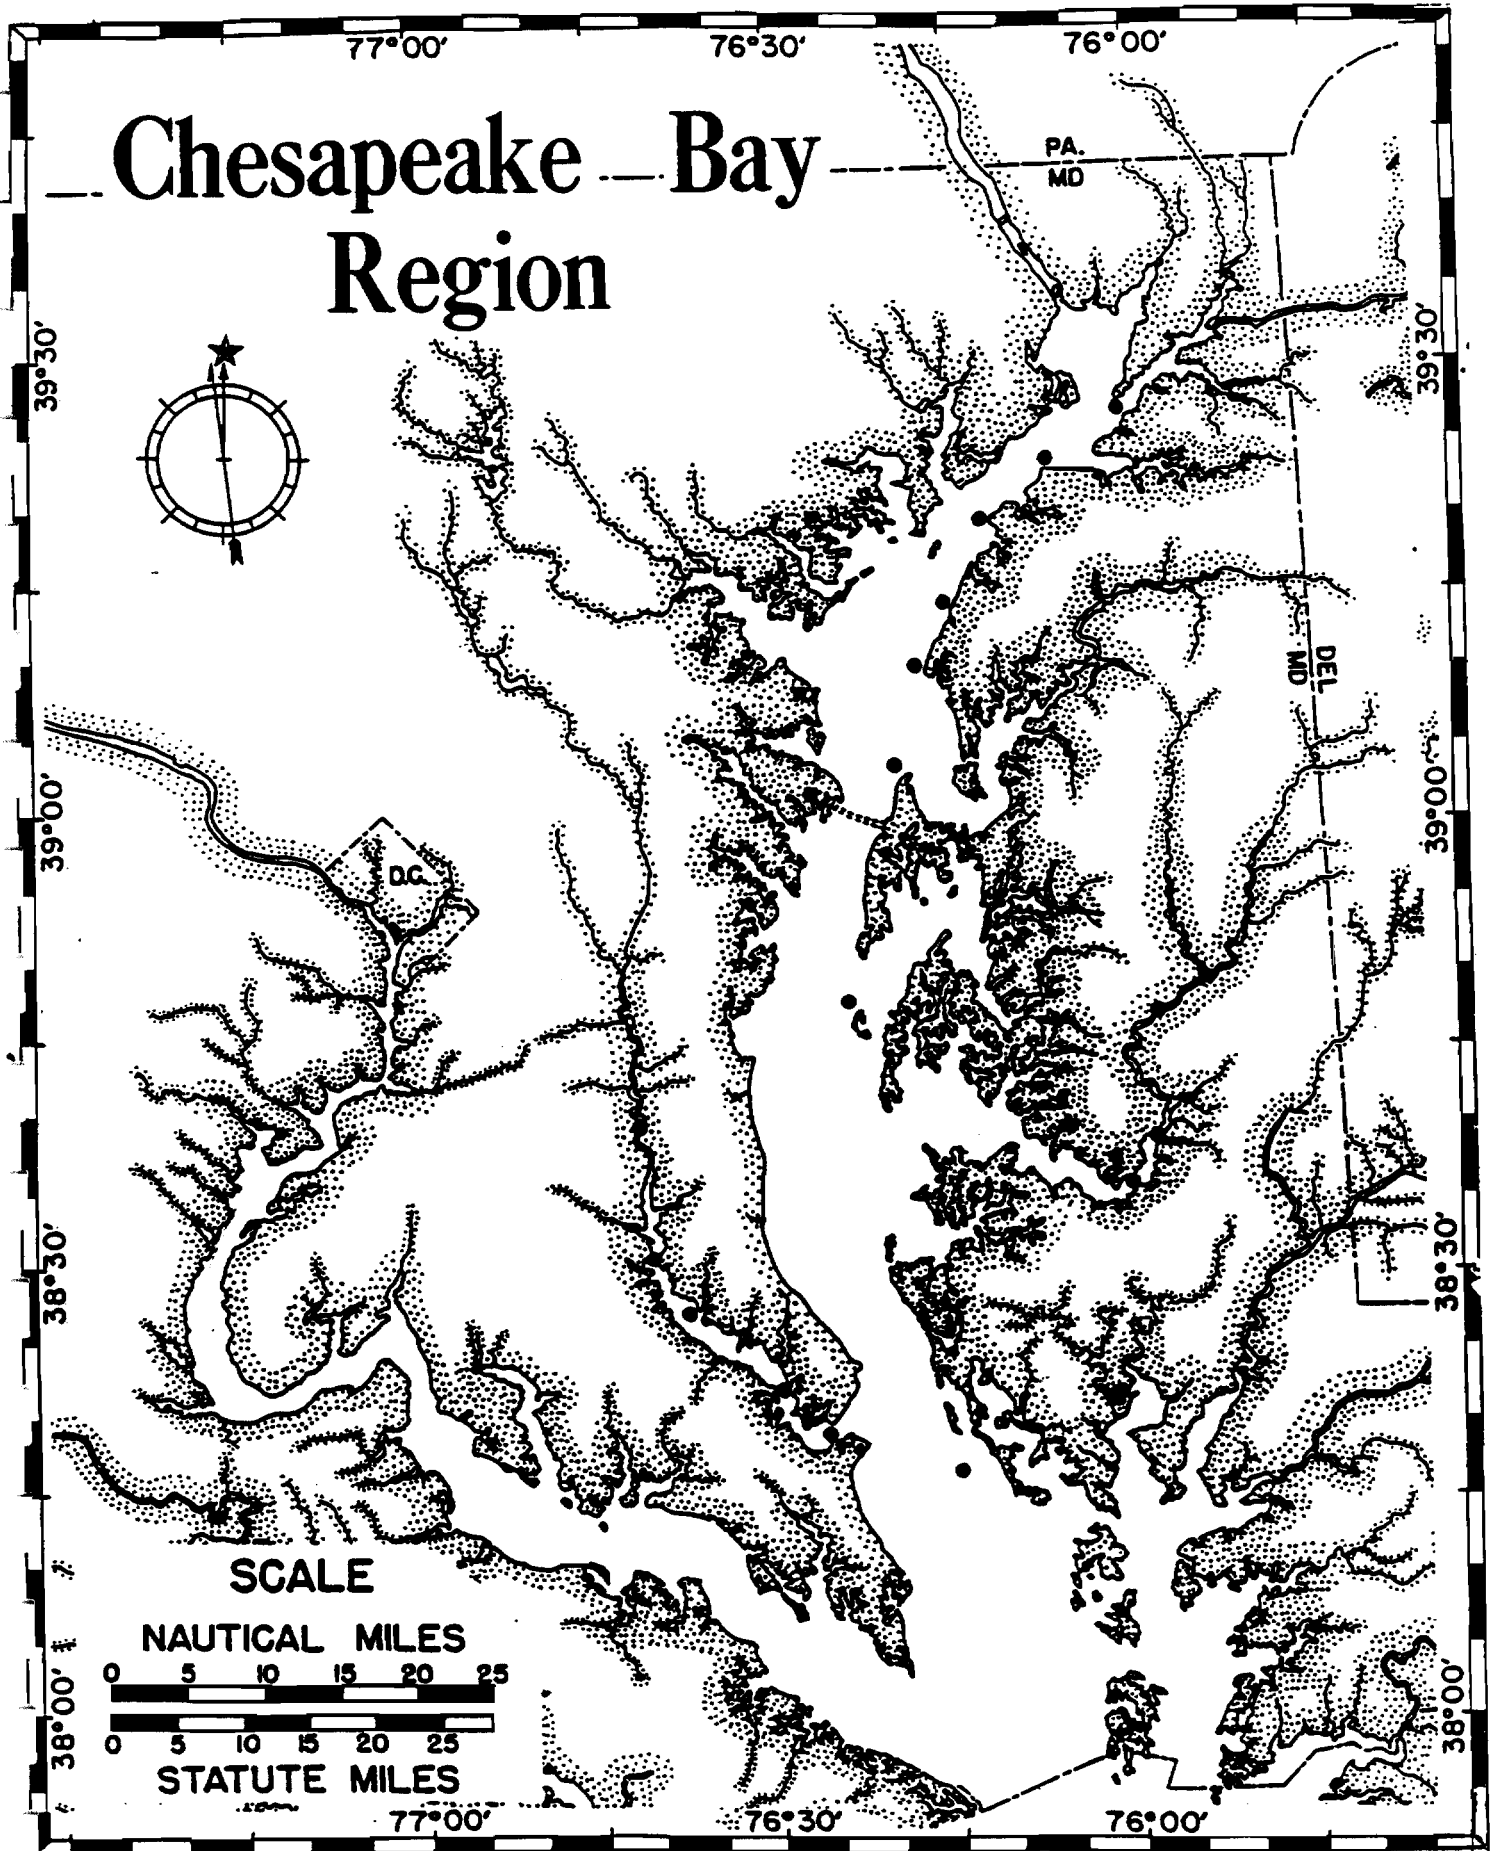 77°00' 76°30' 76°00'
Chesapeake Bay
Region
PA.
MD
39°30'
39°30'
DEL
MD
39°00'
39°00'
D.C.
38°30'
38°30'
SCALE
NAUTICAL MILES
0 5 10 15 20 25
0 5 10 15 20 25
STATUTE MILES
38°00'
38°00'
77°00' 76°30' 76°00'